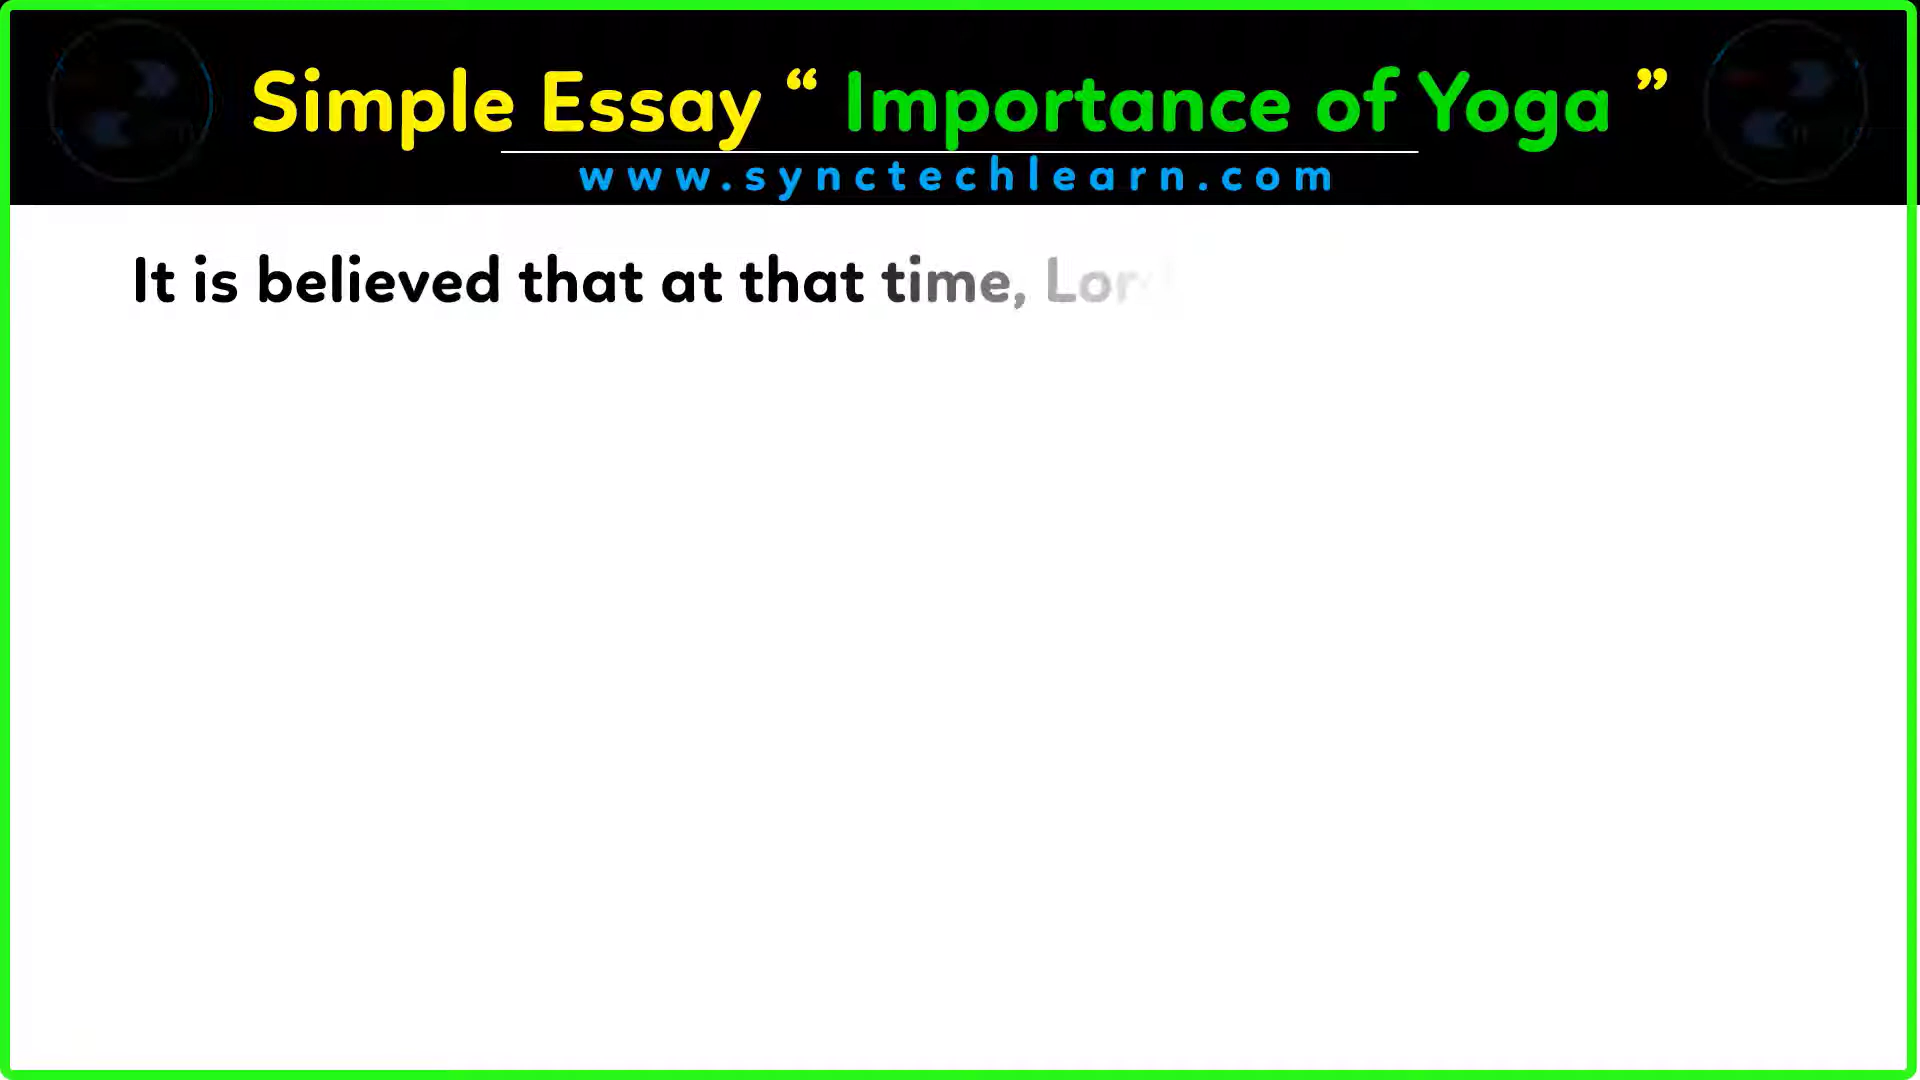 Simple Essay “ Importance of Yoga ”
www.synctechlearn.com
It is believed that at that time,